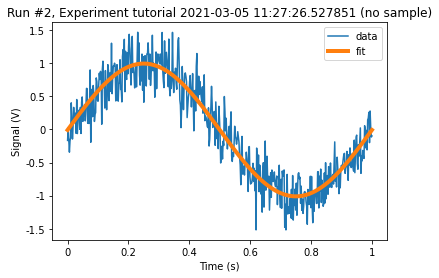 Run #2, Experiment tutorial 2021-03-05 11:27:26.527851 (no sample)
data
fit
Signal (V)
1.5
1
0.5
0
-0.5
-1
-1.5
0
0.2
0.4
0.6
0.8
1
Time (s)